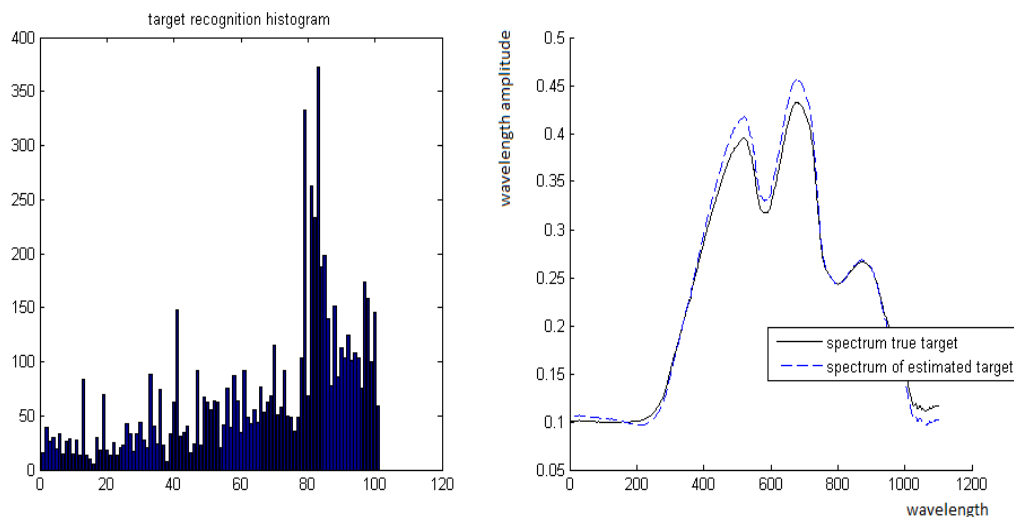 target recognition histogram
400
350
300
250
200
150
100
50
0
0 20 40 60 80 100 120
wavelength amplitude
0.5
0.45
0.4
0.35
0.3
0.25
0.2
0.15
0.1
0.05
spectrum true target
spectrum of estimated target
0 200 400 600 800 1000 1200
wavelength